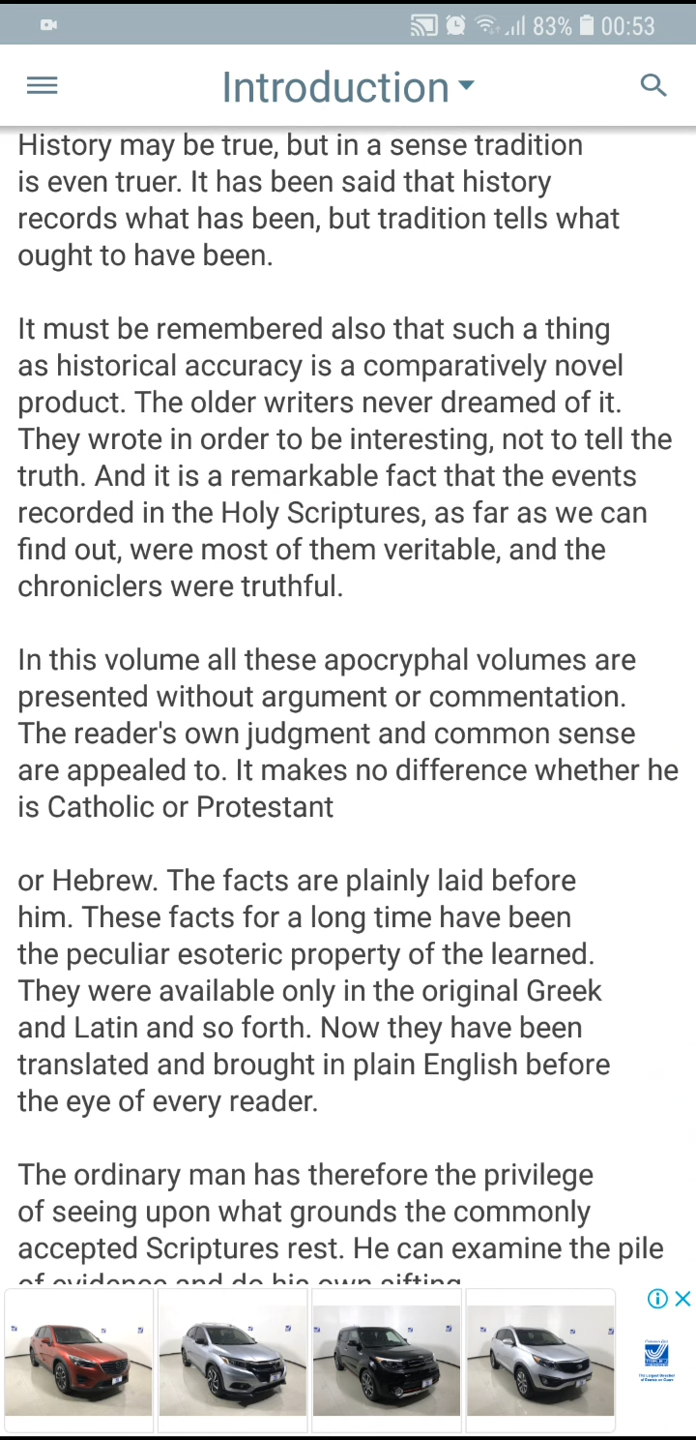 83% 00:53
Introduction
History may be true, but in a sense tradition
is even truer. It has been said that history
records what has been, but tradition tells what
ought to have been.
It must be remembered also that such a thing
as historical accuracy is a comparatively novel
product. The older writers never dreamed of it.
They wrote in order to be interesting, not to tell the
truth. And it is a remarkable fact that the events
recorded in the Holy Scriptures, as far as we can
find out, were most of them veritable, and the
chroniclers were truthful.
In this volume all these apocryphal volumes are
presented without argument or commentation.
The reader's own judgment and common sense
are appealed to. It makes no difference whether he
is Catholic or Protestant
or Hebrew. The facts are plainly laid before
him. These facts for a long time have been
the peculiar esoteric property of the learned.
They were available only in the original Greek
and Latin and so forth. Now they have been
translated and brought in plain English before
the eye of every reader.
The ordinary man has therefore the privilege
of seeing upon what grounds the commonly
accepted Scriptures rest. He can examine the pile
of evidence and do his own sifting